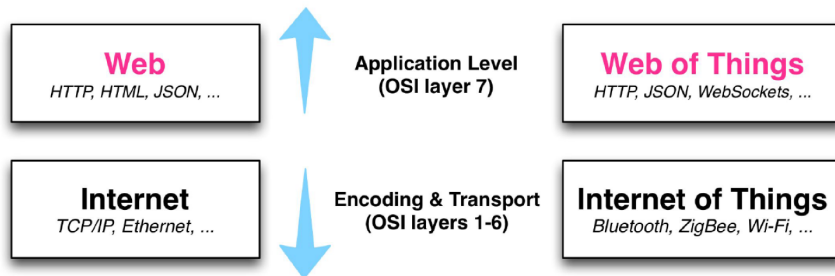 Web
HTTP, HTML, JSON, ...
Application Level
(OSI layer 7)
Web of Things
HTTP, JSON, WebSockets, ...
Internet
TCP/IP, Ethernet, ...
Encoding & Transport
(OSI layers 1-6)
Internet of Things
Bluetooth, ZigBee, Wi-Fi, ...